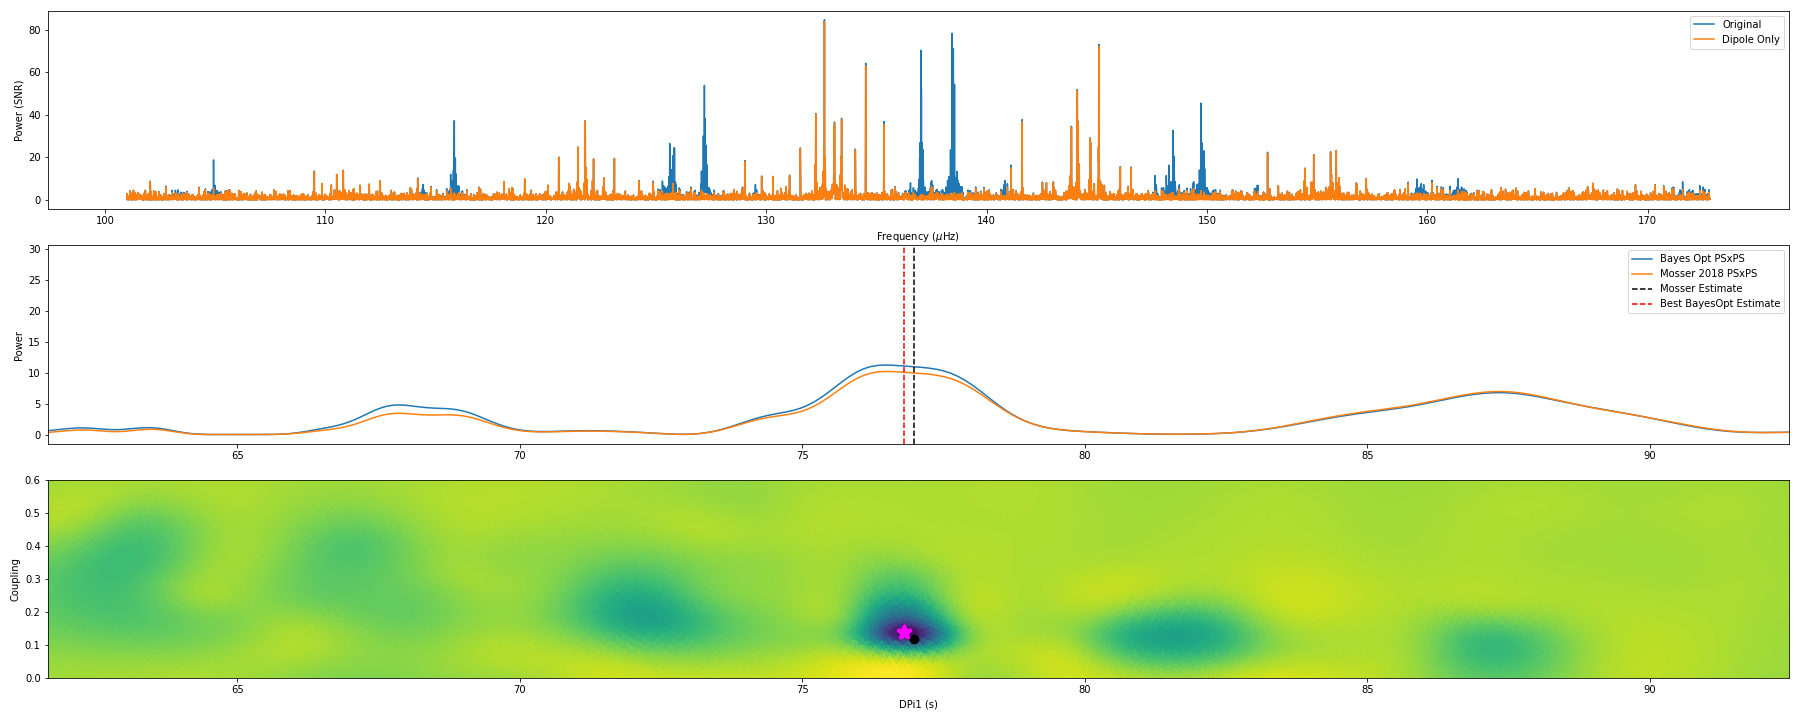 80
60
40
20
0
Power (SNR)
Original
Dipole Only
100 110 120 130 140 150 160 170
Frequency (μHz)
30
25
20
15
10
5
0
Power
Bayes Opt PSxPS
Mosser 2018 PSxPS
Mosser Estimate
Best BayesOpt Estimate
65 70 75 80 85 90
0.6
0.5
0.4
0.3
0.2
0.1
0.0
Coupling
65 70 75 80 85 90
DPi1 (s)